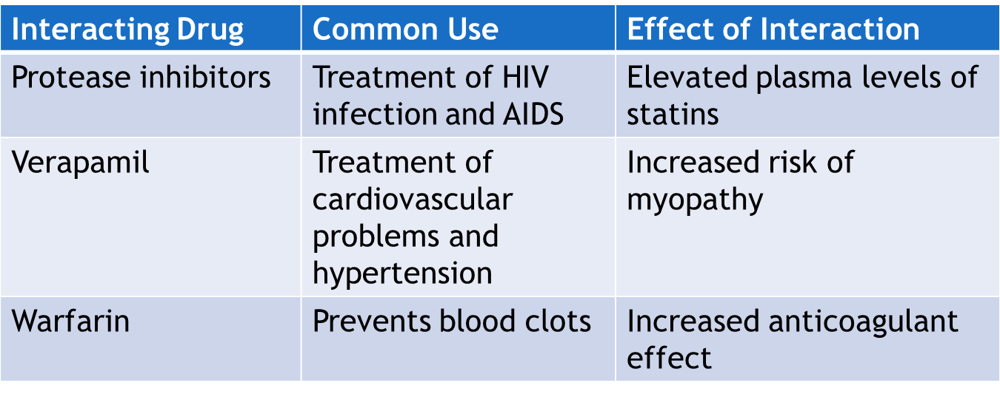 Interacting Drug
Common Use
Effect of Interaction
Protease inhibitors
Treatment of HIV
infection and AIDS
Elevated plasma levels of
statins
Verapamil
Treatment of
cardiovascular
problems and
hypertension
Increased risk of
myopathy
Warfarin
Prevents blood clots
Increased anticoagulant
effect